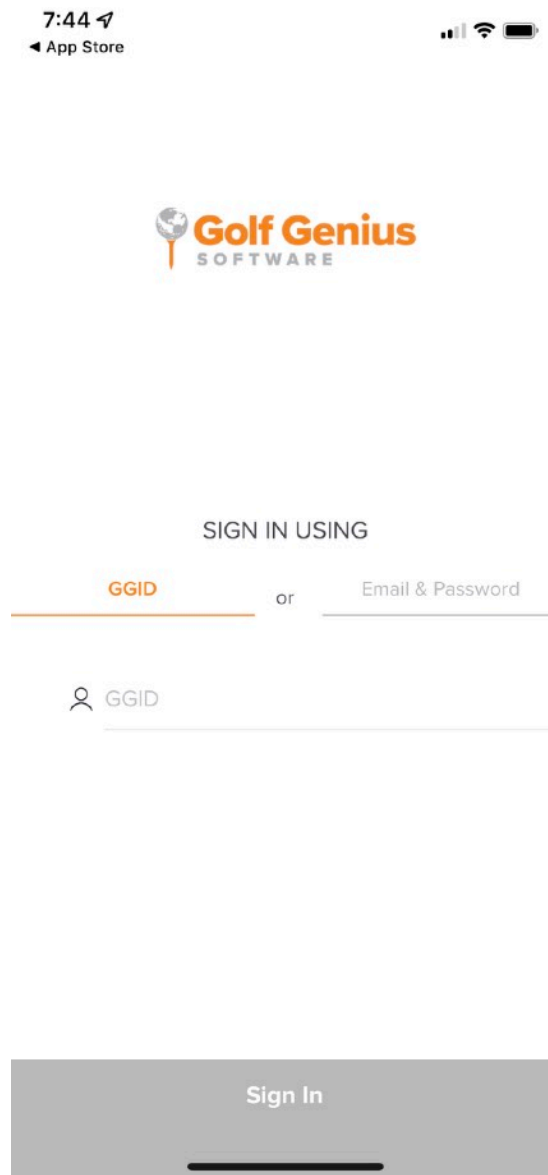 7:44
◀ App Store
Golf Genius
SOFTWARE
SIGN IN USING
GGID or Email & Password
GGID
Sign In